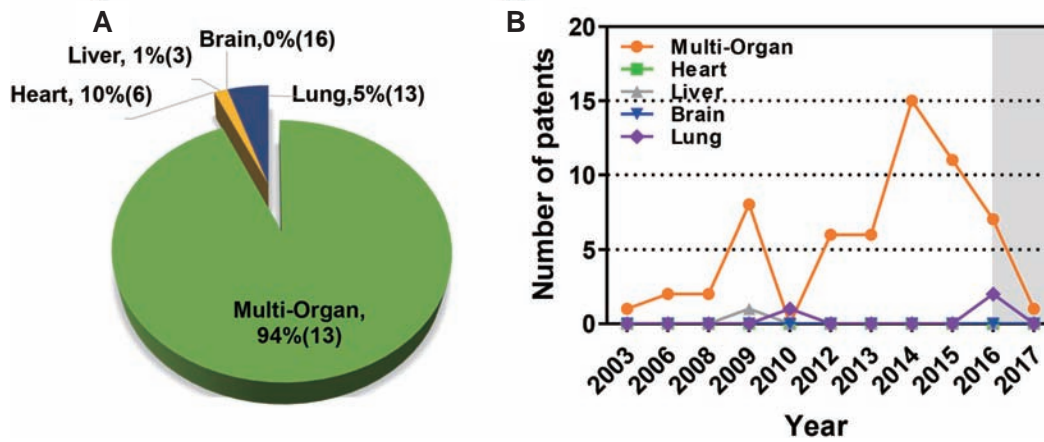 A
Brain,0%(16)
Liver, 1%(3)
Heart, 10%(6)
Lung,5%(13)
Multi-Organ,
94%(13)
B
Number of patents
20
15
10
5
0
Multi-Organ
Heart
Liver
Brain
Lung
2003
2006
2008
2009
2010
2012
2013
2014
2015
2016
2017
Year